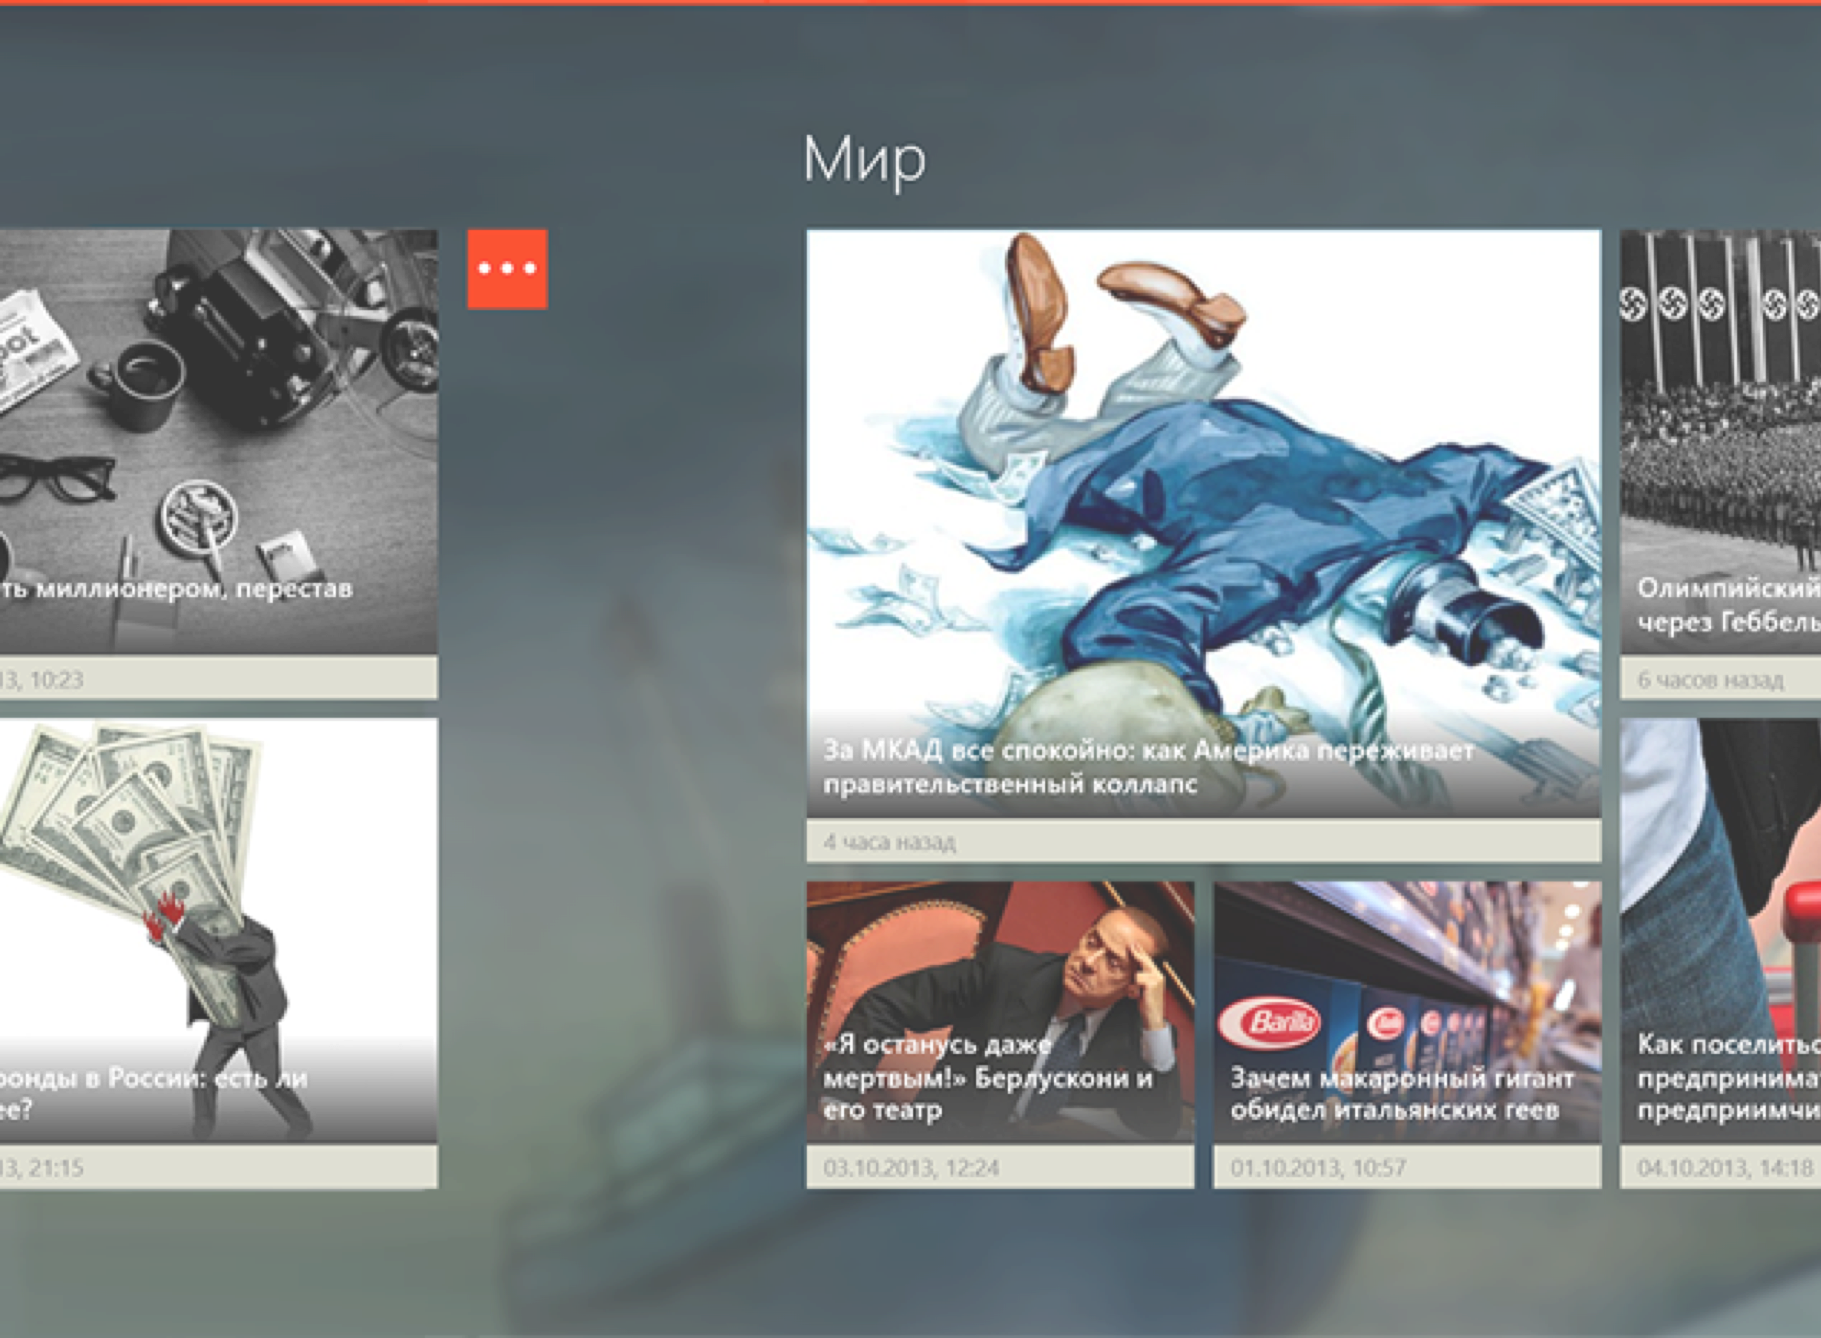 Мир
pot
ть миллионером, перестав
13, 10:23
онды в России: есть ли
ее?
13, 21:15
За МКАД все спокойно: как Америка переживает
правительственный коллапс
4 часа назад
«Я останусь даже
мертвым!» Берлускони и
его театр
03.10.2013, 12:24
Barilla
Зачем макаронный гигант
обидел итальянских геев
01.10.2013, 10:57
Олимпийский
через Геббель
6 часов назад
Как поселитьс
предпринимат
предприимчи
04.10.2013, 14:18